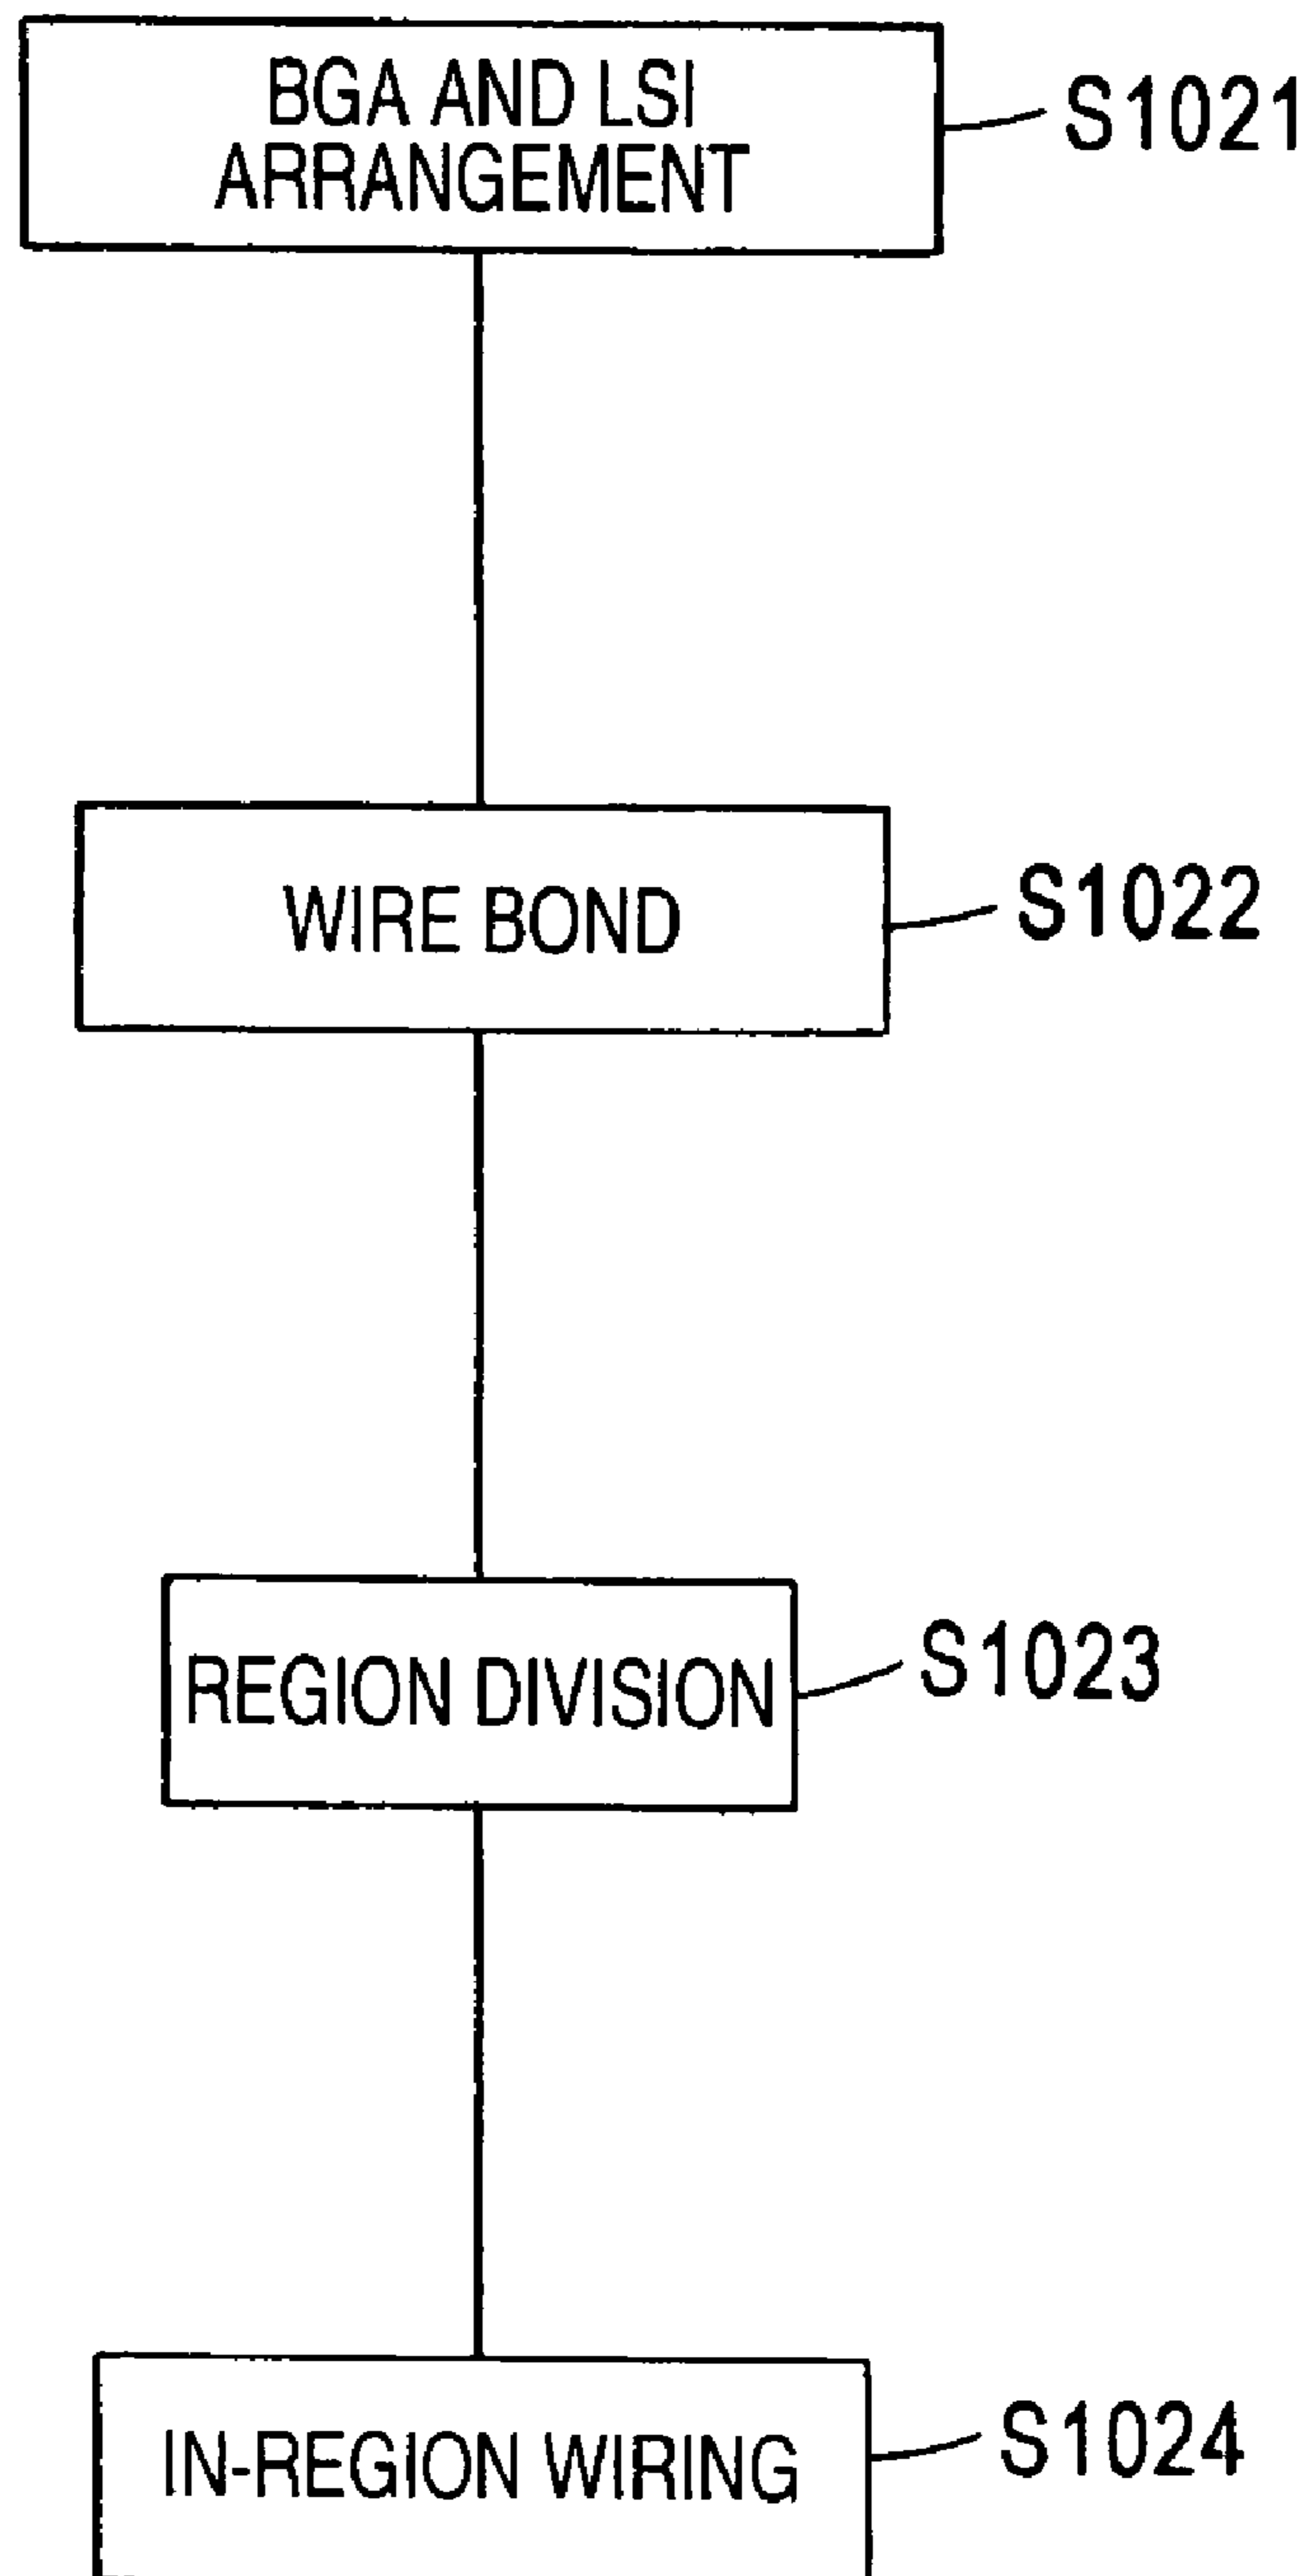 BGA AND LSI
ARRANGEMENT
S1021
WIRE BOND
S1022
REGION DIVISION
S1023
IN-REGION WIRING
S1024